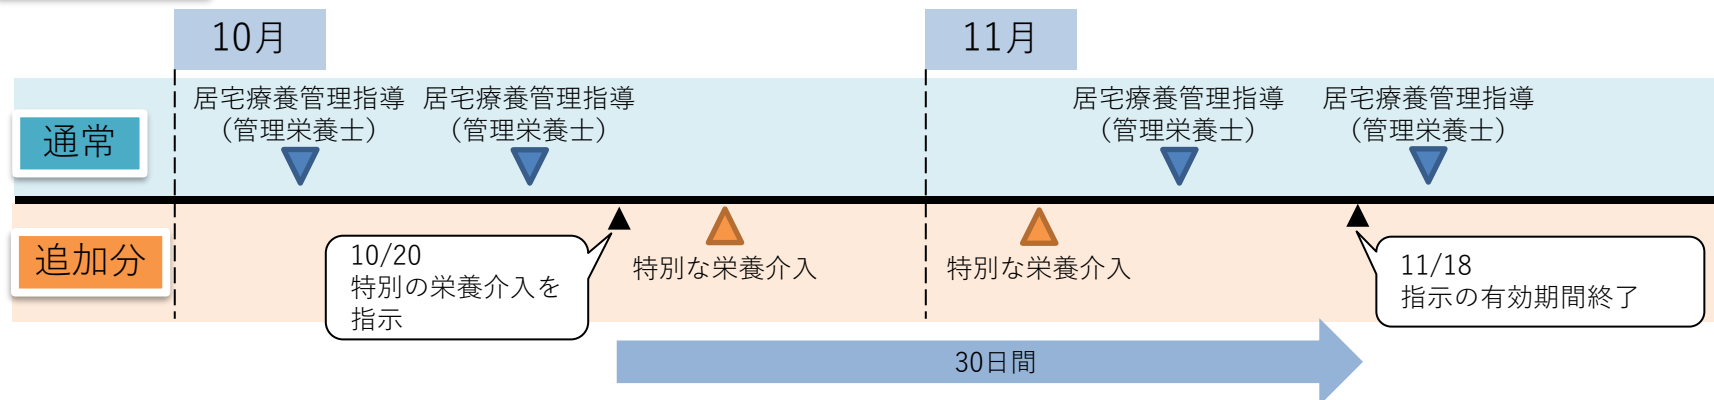 10月
11月
通常
居宅療養管理指導
（管理栄養士）
居宅療養管理指導
（管理栄養士）
居宅療養管理指導
（管理栄養士）
居宅療養管理指導
（管理栄養士）
追加分
10/20
特別の栄養介入を
指示
特別な栄養介入
特別な栄養介入
11/18
指示の有効期間終了
30日間